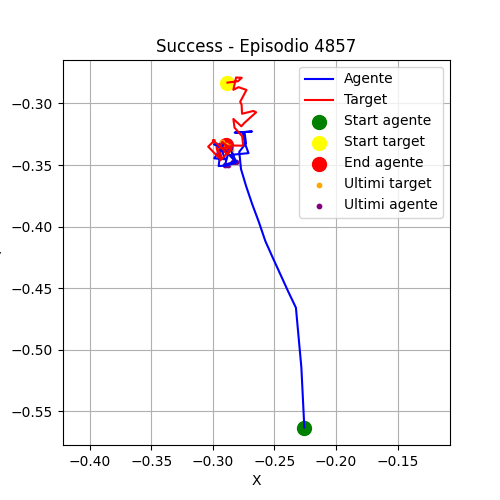 Success - Episodio 4857
Agente
Target
Start agente
Start target
End agente
Ultimi target
Ultimi agente
−0.30
−0.35
−0.40
−0.45
−0.50
−0.55
−0.40 −0.35 −0.30 −0.25 −0.20 −0.15
X